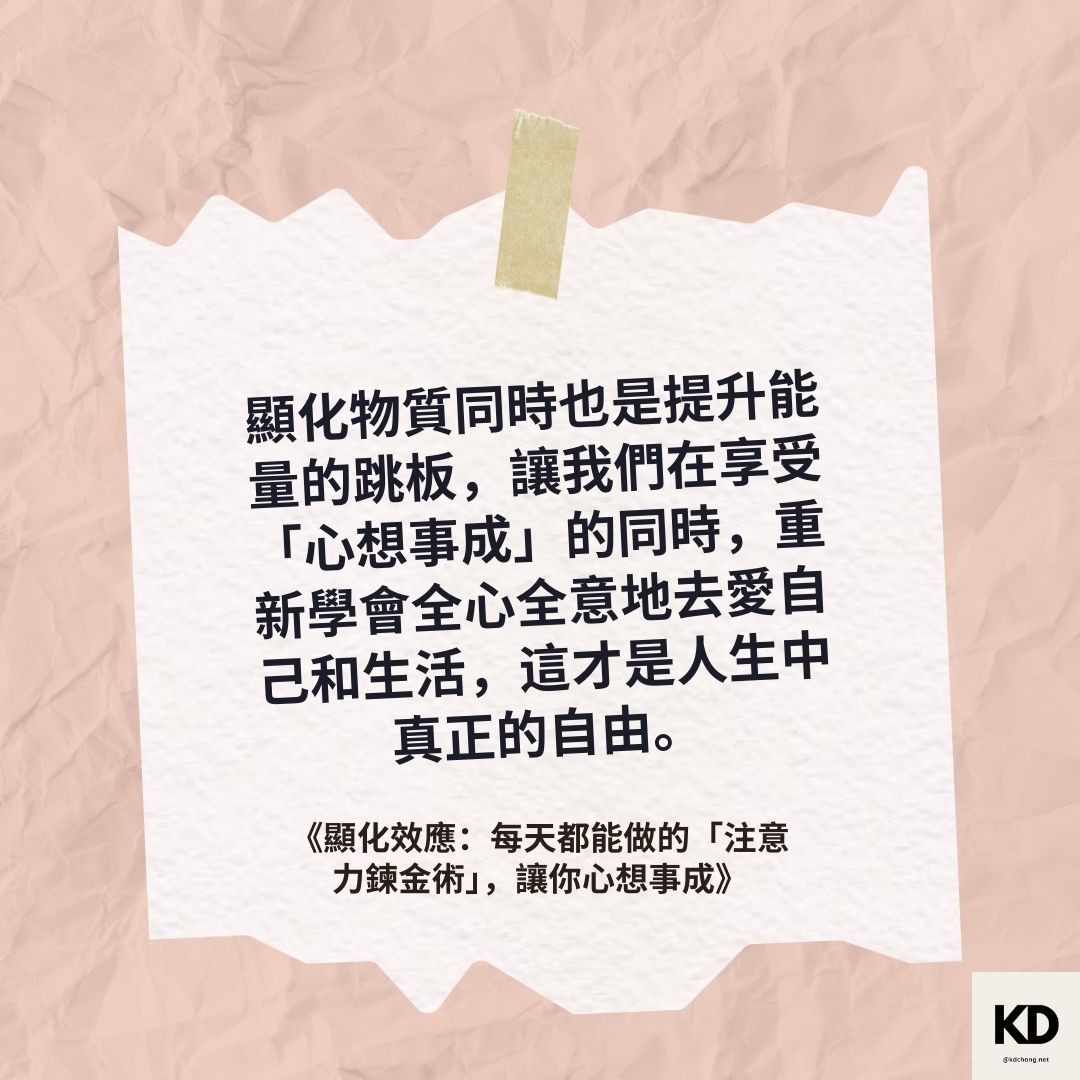 顯化物質同時也是提升能
量的跳板，讓我們在享受
「心想事成」的同時，重
新學會全心全意地去愛自
己和生活，這才是人生中
真正的自由。
《顯化效應：每天都能做的「注意
力鍊金術」，讓你心想事成》
KD
@kdchang.net